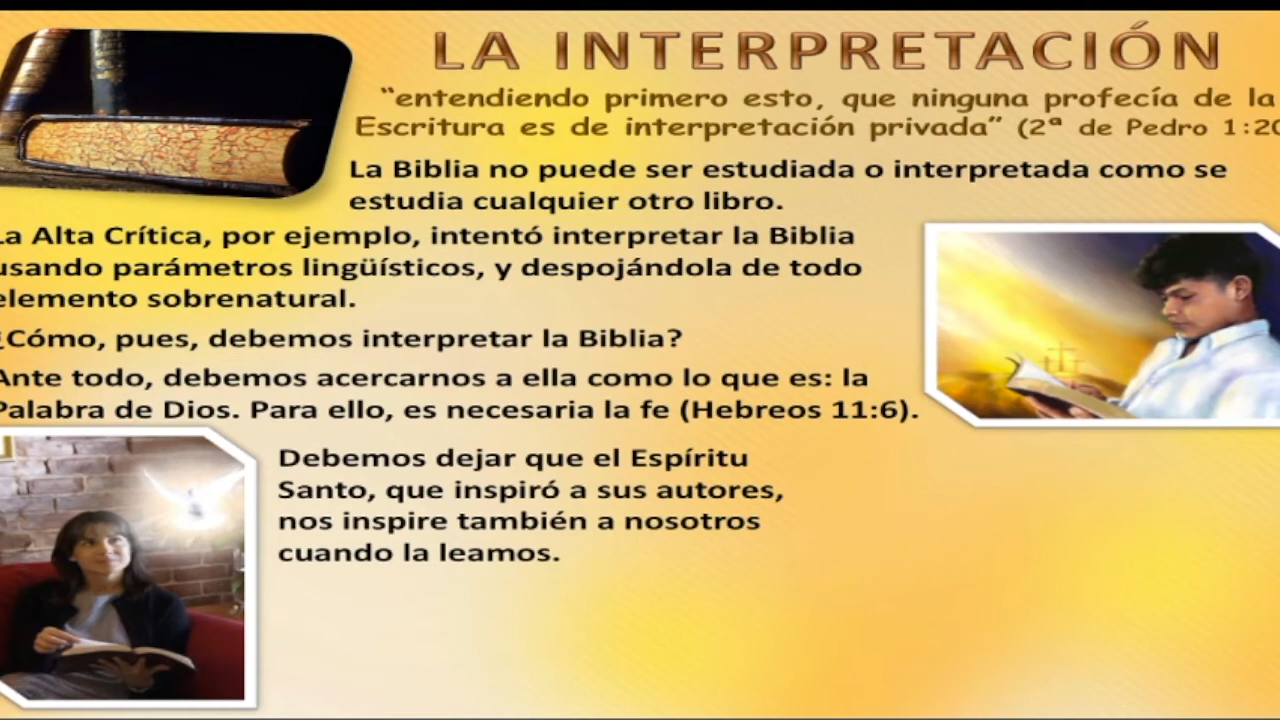 LA INTERPRETACIÓN
“entendiendo primero esto, que ninguna profecía de la
Escritura es de interpretación privada” (2ª de Pedro 1:20
La Biblia no puede ser estudiada o interpretada como se
estudia cualquier otro libro.
La Alta Crítica, por ejemplo, intentó interpretar la Biblia
usando parámetros lingüísticos, y despojándola de todo
elemento sobrenatural.
¿Cómo, pues, debemos interpretar la Biblia?
Ante todo, debemos acercarnos a ella como lo que es: la
Palabra de Dios. Para ello, es necesaria la fe (Hebreos 11:6).
Debemos dejar que el Espíritu
Santo, que inspiró a sus autores,
nos inspire también a nosotros
cuando la leamos.